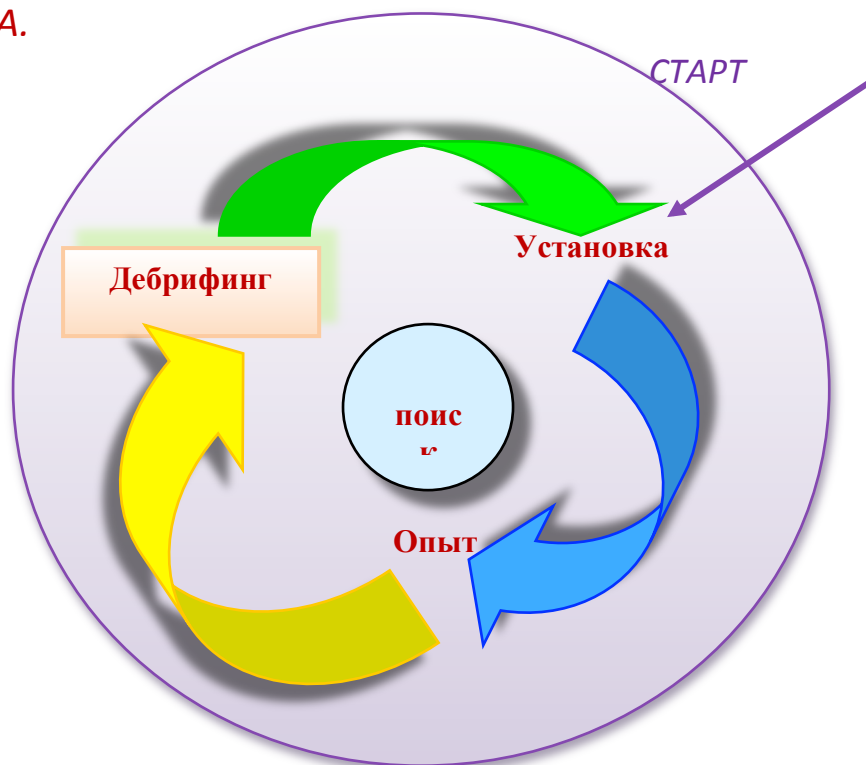 А.
СТАРТ
Установка
Дебрифинг
поис
к
Опыт